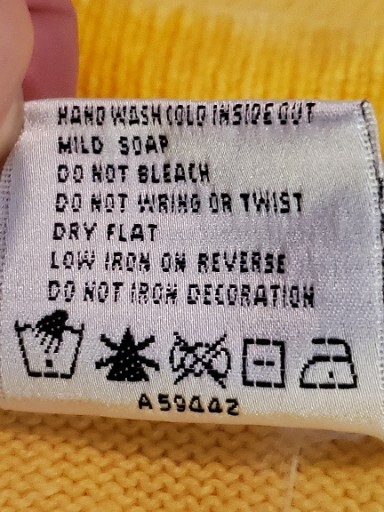 HAND WASH COLD INSIDE OUT
MILD SOAP
DO NOT BLEACH
DO NOT WRING OR TWIST
DRY FLAT
LOW IRON ON REVERSE
DO NOT IRON DECORATION
A59442